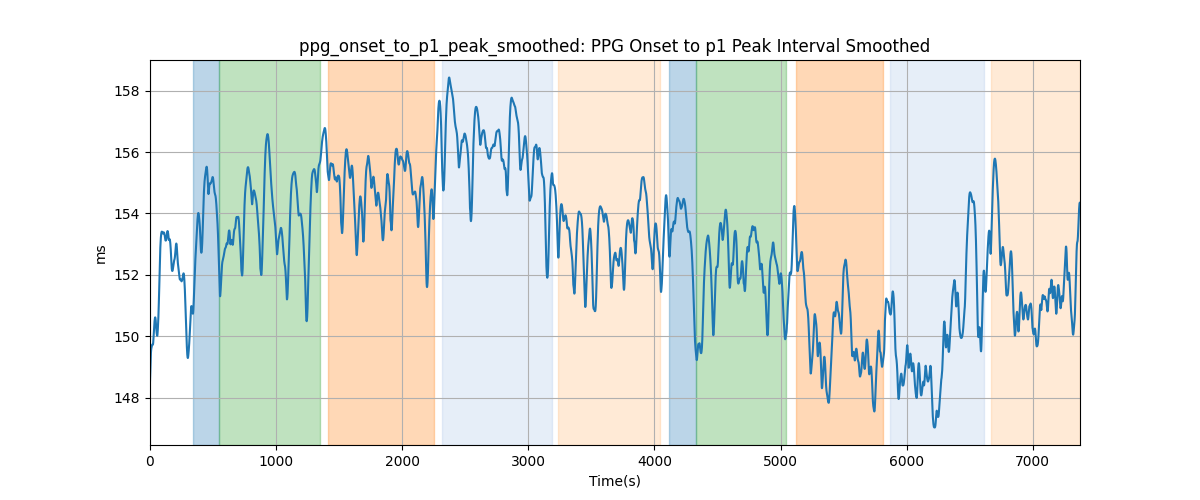 ppg_onset_to_p1_peak_smoothed: PPG Onset to p1 Peak Interval Smoothed
158
156
154
152
150
148
ms
0 1000 2000 3000 4000 5000 6000 7000
Time(s)